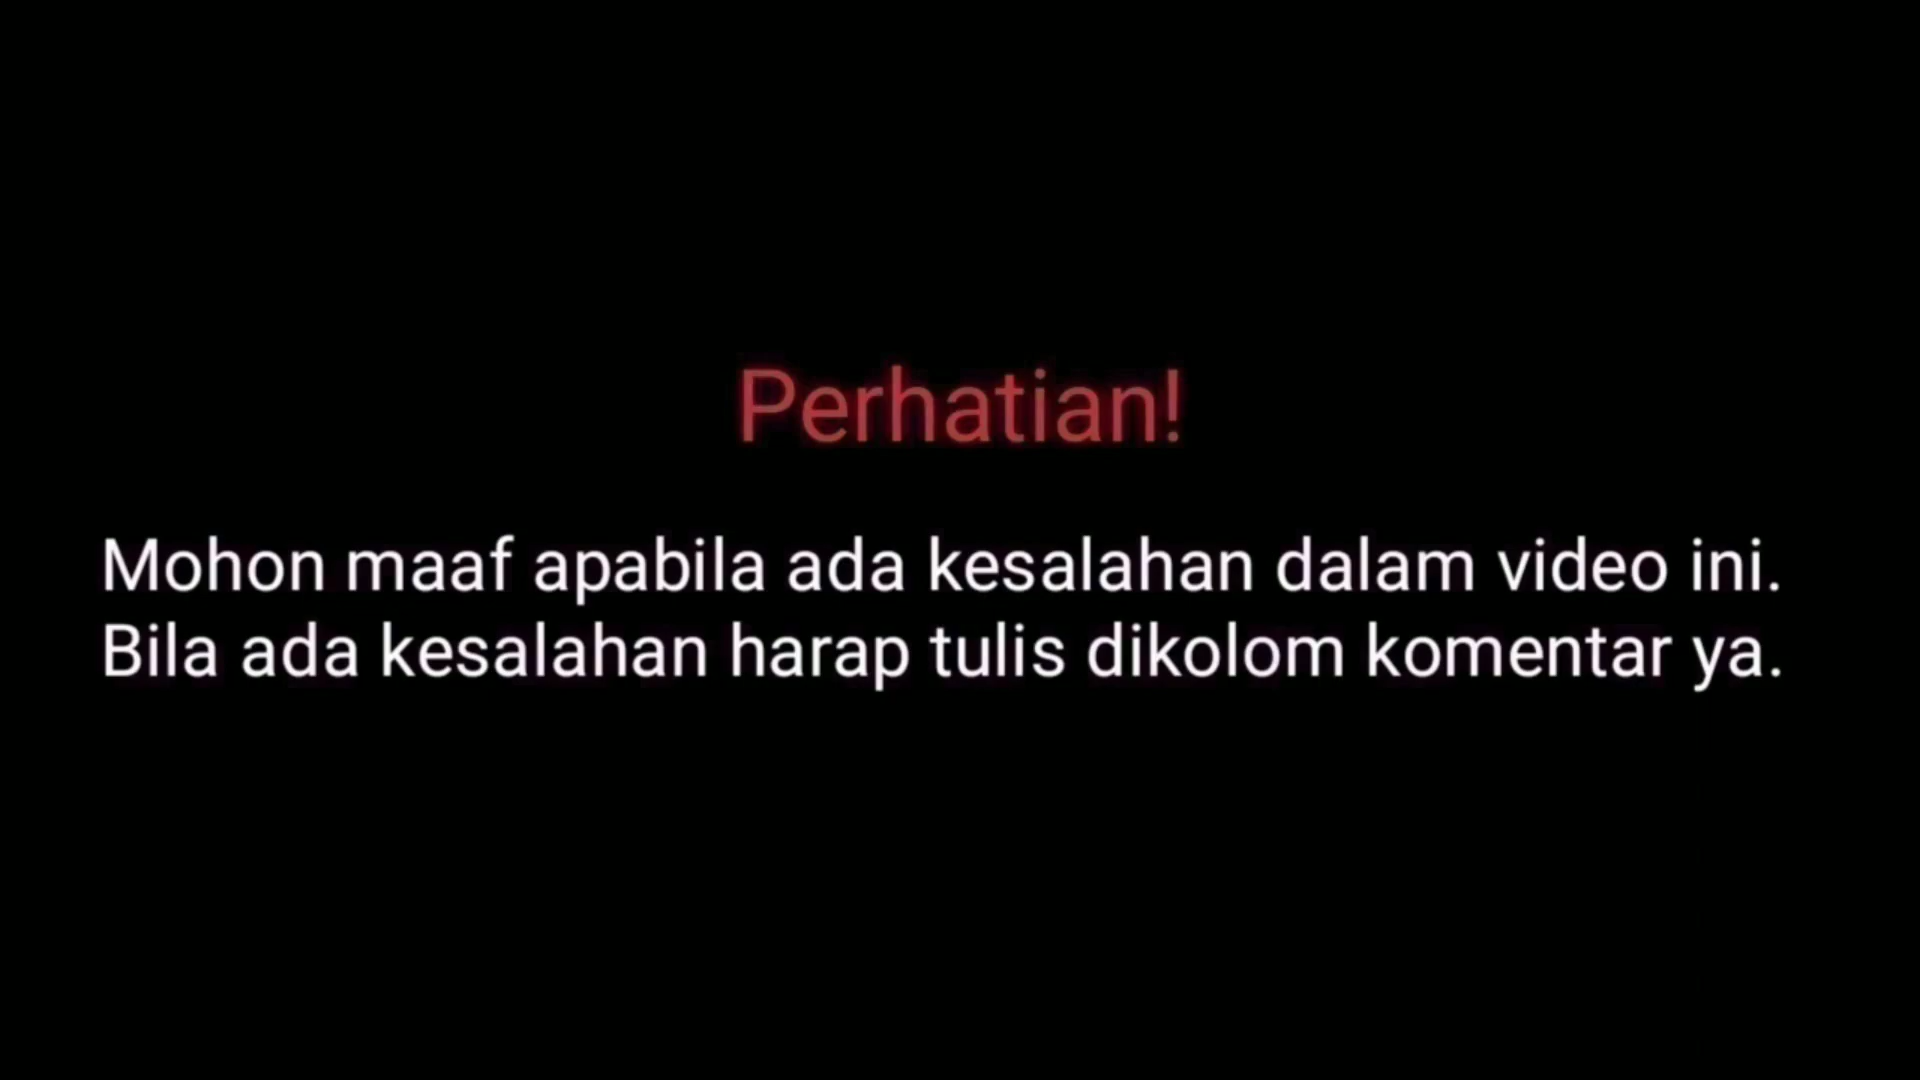 Perhatian!
Mohon maaf apabila ada kesalahan dalam video ini.
Bila ada kesalahan harap tulis dikolom komentar ya.